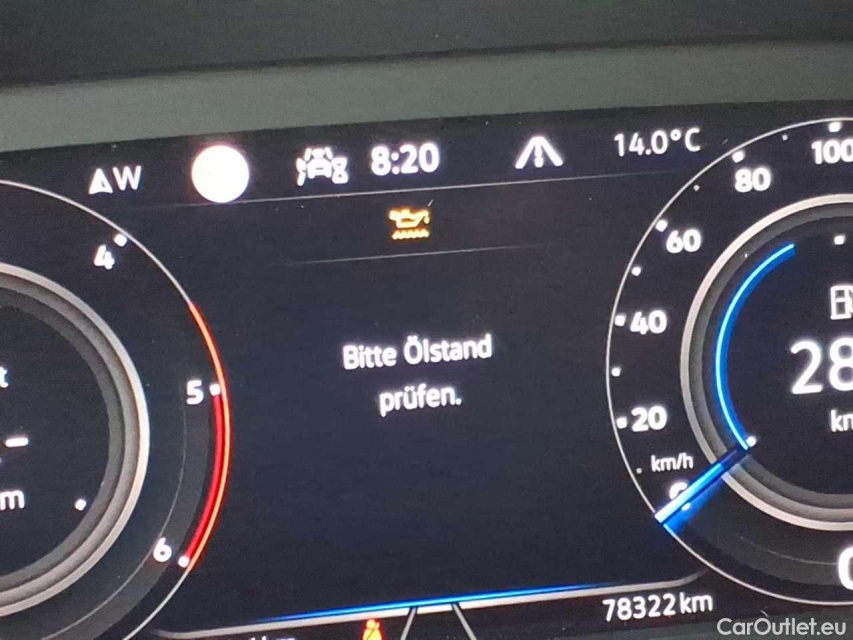 W
8:20
14.0°C
100
80
60
40
20
km/h
4
5
6
Bitte Ölstand
prüfen.
28
78322 km
CarOutlet.eu